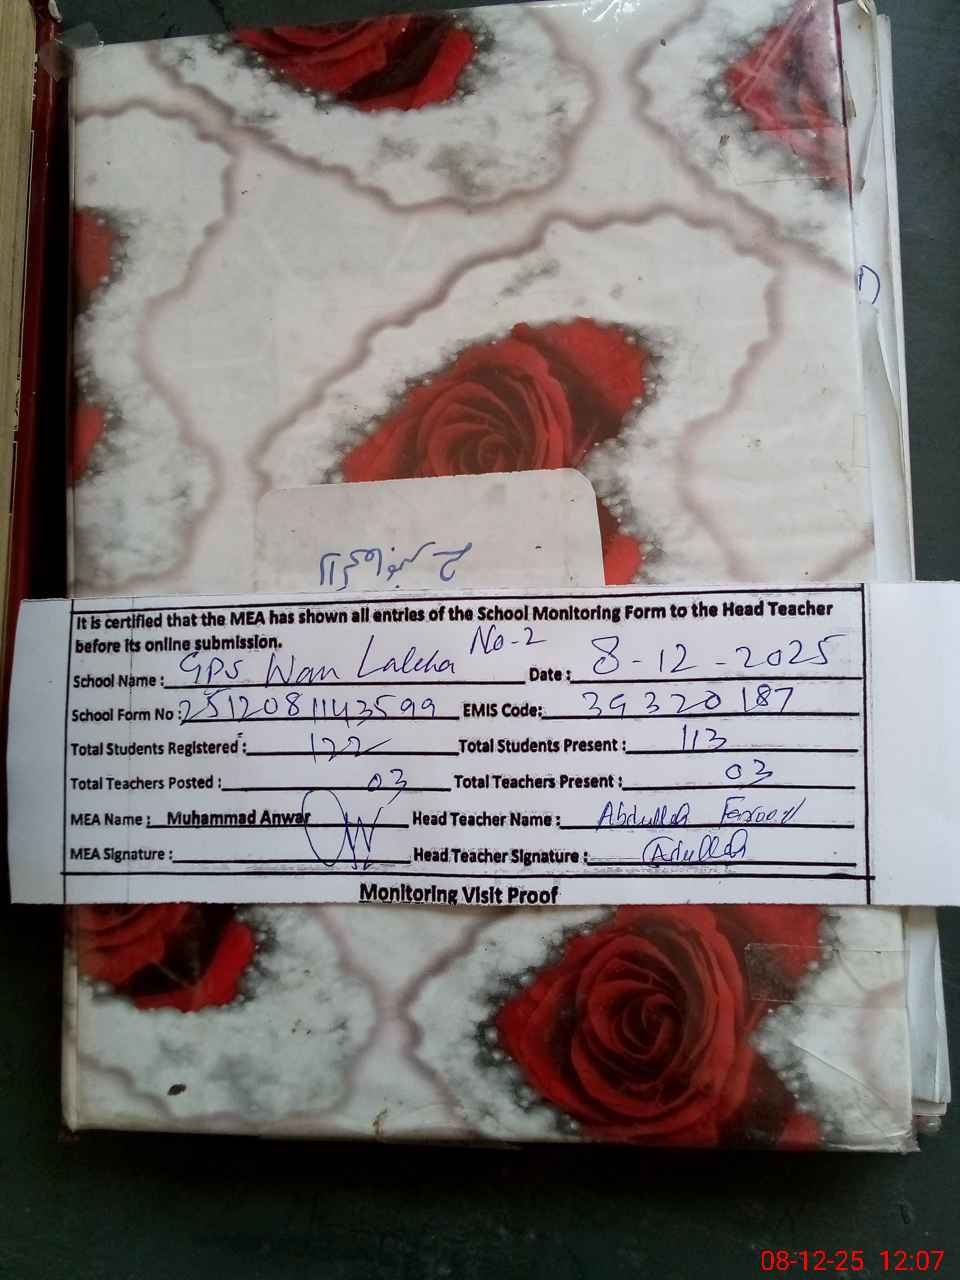 It is certified that the MEA has shown all entries of the School Monitoring Form to the Head Teacher
before its online submission.
School Name : GPS Wan Lalcha No-2 Date : 8-12-2025
School Form No : 251208114 3599 EMIS Code: 39320187
Total Students Registered : 122 Total Students Present : 113
Total Teachers Posted : 03 Total Teachers Present : 03
MEA Name : Muhammad Anwar Head Teacher Name : Abdullah Farooq
MEA Signature : Head Teacher Signature : Abdullah
Monitoring Visit Proof
08-12-25 12:07